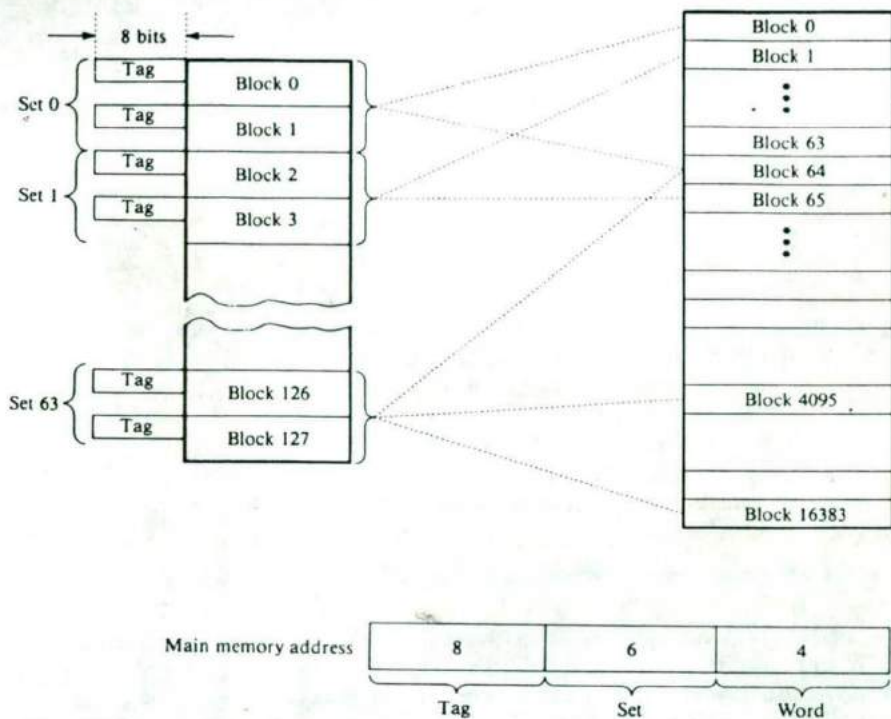 8 bits
Set 0
Tag
Block 0
Tag
Block 1
Set 1
Tag
Block 2
Tag
Block 3
Set 63
Tag
Block 126
Tag
Block 127
Block 0
Block 1
Block 63
Block 64
Block 65
Block 4095
Block 16383
Main memory address
8
6
4
Tag
Set
Word